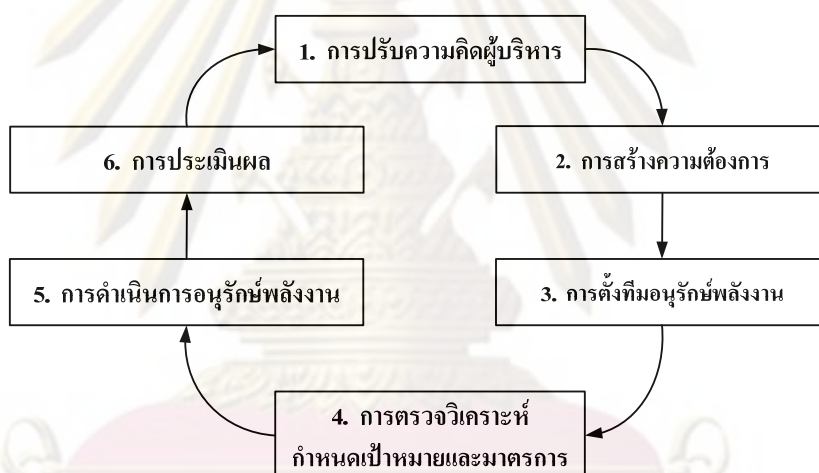 1. การปรับความคิดผู้บริหาร
2. การสร้างความต้องการ
3. การตั้งทีมอนุรักษ์พลังงาน
4. การตรวจวิเคราะห์
กำหนดเป้าหมายและมาตรการ
5. การดำเนินการอนุรักษ์พลังงาน
6. การประเมินผล